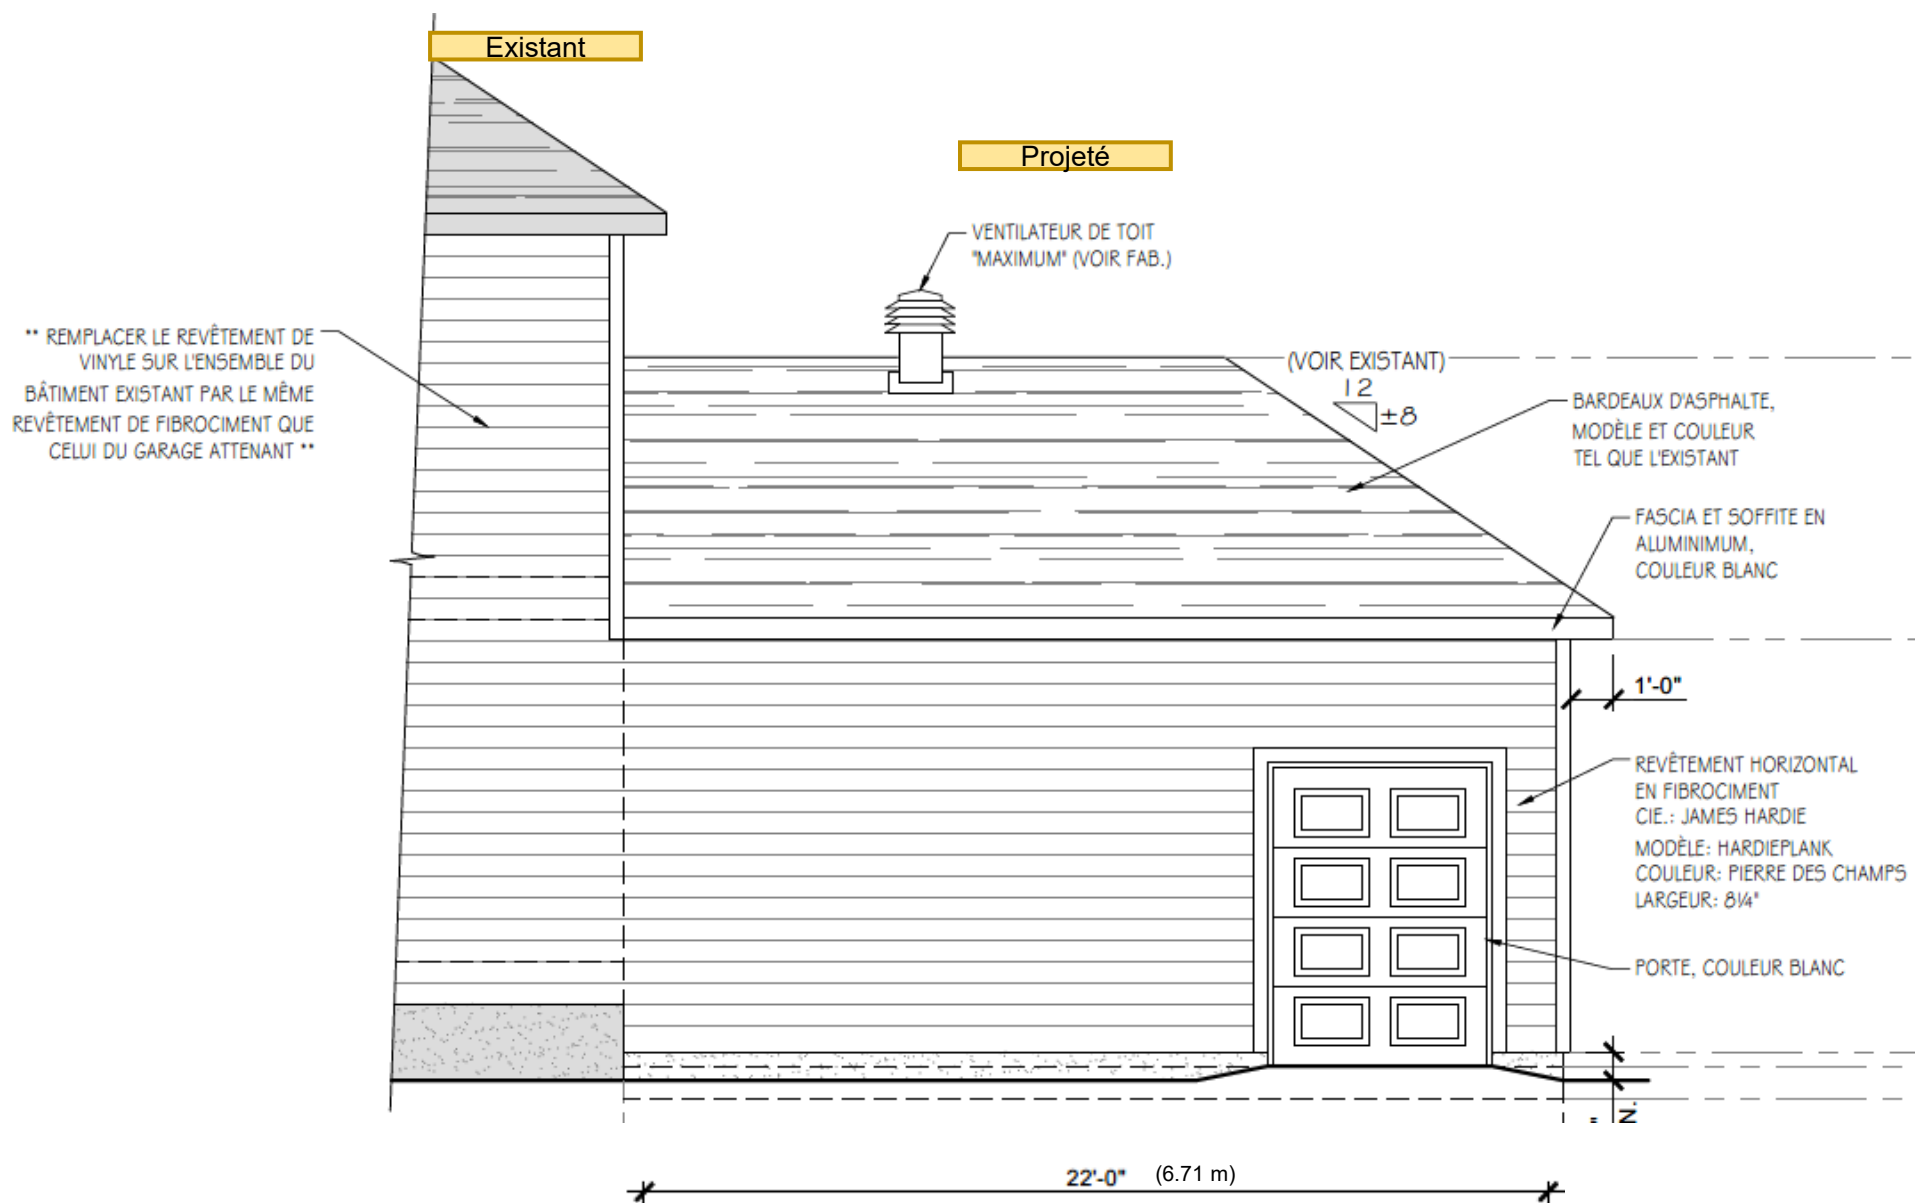 Existant
Projeté
VENTILATEUR DE TOIT
"MAXIMUM" (VOIR FAB.)
** REMPLACER LE REVÊTEMENT DE
VINYLE SUR L'ENSEMBLE DU
BÂTIMENT EXISTANT PAR LE MÊME
REVÊTEMENT DE FIBROCIMENT QUE
CELUI DU GARAGE ATTENANT **
(VOIR EXISTANT)
12
±8
BARDEAUX D'ASPHALTE,
MODÈLE ET COULEUR
TEL QUE L'EXISTANT
FASCIA ET SOFFITE EN
ALUMINIMUM,
COULEUR BLANC
1'-0"
REVÊTEMENT HORIZONTAL
EN FIBROCIMENT
CIE.: JAMES HARDIE
MODÈLE: HARDIEPLANK
COULEUR: PIERRE DES CHAMPS
LARGEUR: 8¼"
PORTE, COULEUR BLANC
N.
22'-0" (6.71 m)